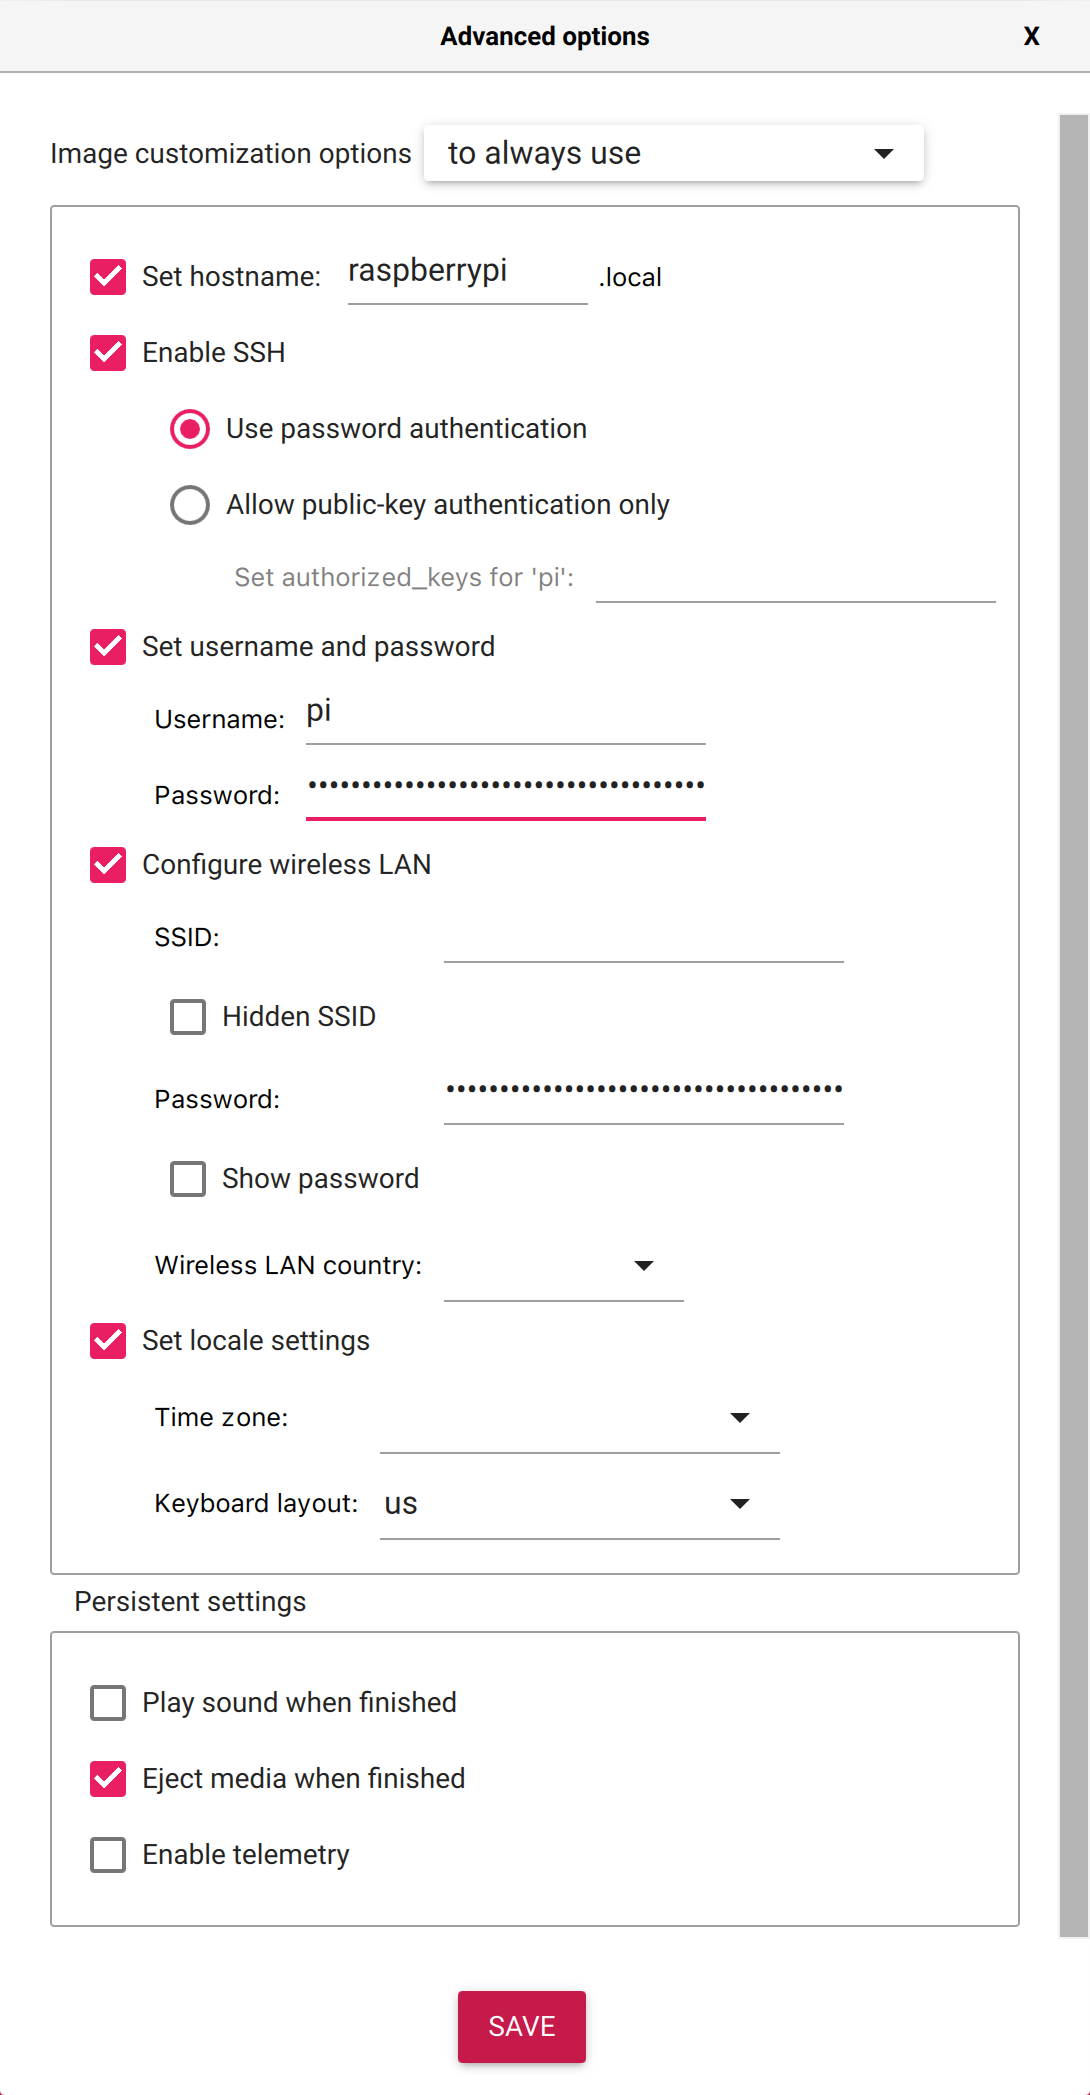 Advanced options X
Image customization options to always use
Set hostname: raspberrypi .local
Enable SSH
Use password authentication
Allow public-key authentication only
Set authorized_keys for 'pi':
Set username and password
Username: pi
Password: •••••••••••••••••••••••••••••••••••••
Configure wireless LAN
SSID:
Hidden SSID
Password: •••••••••••••••••••••••••••••••••••••
Show password
Wireless LAN country:
Set locale settings
Time zone:
Keyboard layout: us
Persistent settings
Play sound when finished
Eject media when finished
Enable telemetry
SAVE